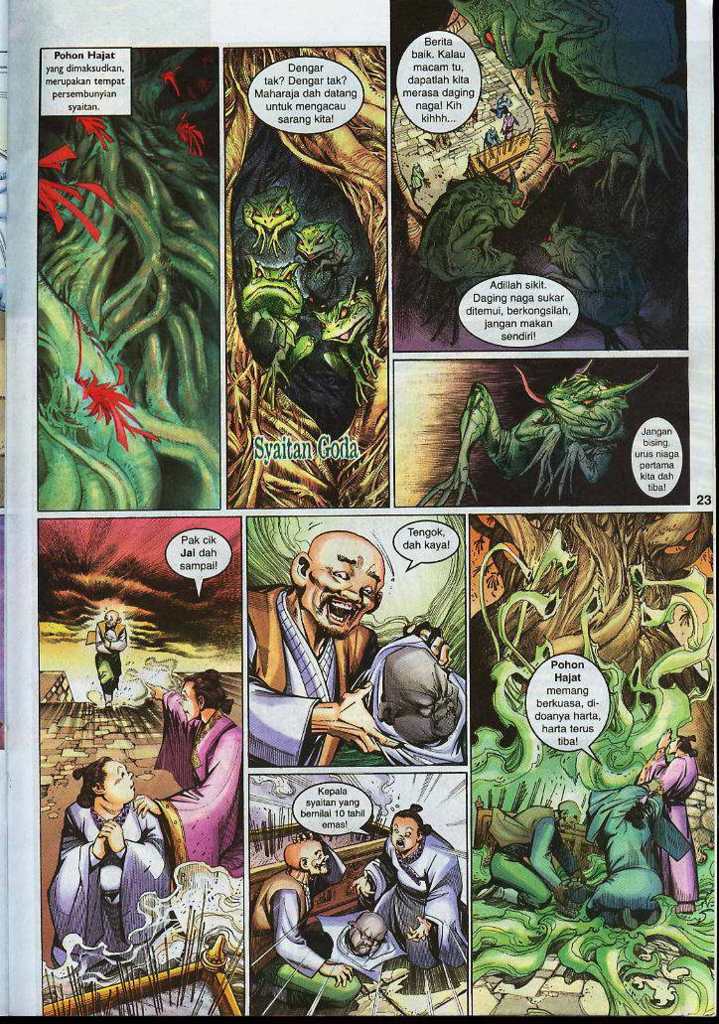 Pohon Hajat
yang dimaksudkan,
merupakan tempat
persembunyian
syaitan.
Dengar
tak? Dengar tak?
Maharaja dah datang
untuk mengacau
sarang kita!
Syaitan Goda
Berita
baik. Kalau
macam tu,
dapatlah kita
merasa daging
naga! Kih
kihhh...
Adillah sikit.
Daging naga sukar
ditemui, berkongsilah,
jangan makan
sendiri!
Jangan
bising,
urus niaga
pertama
kita dah
tiba!
23
Pak cik
Jai dah
sampai!
Tengok,
dah kaya!
Kepala
syaitan yang
bernilai 10 tahil
emas!
Pohon
Hajat
memang
berkuasa, di-
doanya harta,
harta terus
tiba!